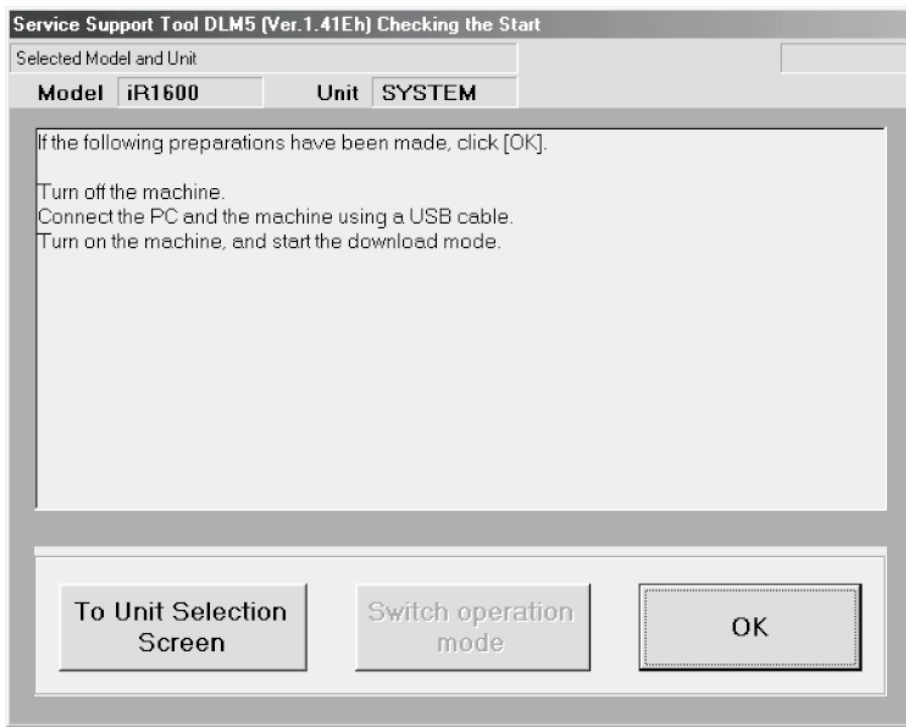 Service Support Tool DLM5 (Ver.1.41Eh) Checking the Start
Selected Model and Unit
Model iR1600 Unit SYSTEM
If the following preparations have been made, click [OK].
Turn off the machine.
Connect the PC and the machine using a USB cable.
Turn on the machine, and start the download mode.
To Unit Selection
Screen
Switch operation
mode
OK